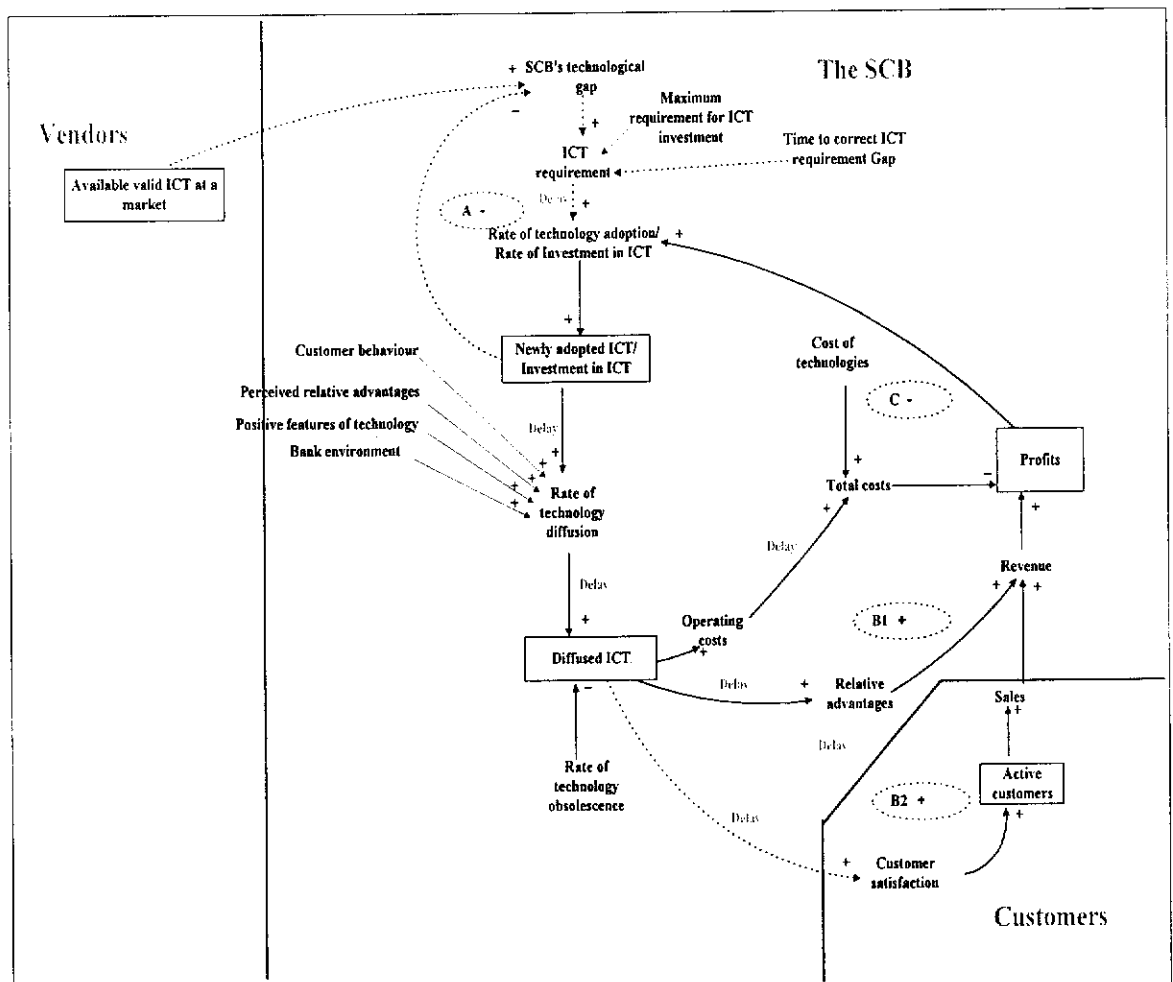 Vendors
Available valid ICT at a
market
The SCB
+ SCB's technological
gap
-
+
Maximum
requirement for ICT
investment
Time to correct ICT
requirement Gap
ICT
requirement
Delay +
A -
Rate of technology adoption/
Rate of Investment in ICT
+
+
Newly adopted ICT/
Investment in ICT
Customer behaviour
Perceived relative advantages
Positive features of technology
Bank environment
Delay
+
+
+
+
+
Rate of
technology
diffusion
Delay
+
Diffused ICT.
-
Rate of
technology
obsolescence
Cost of
technologies
C -
+
Total costs
+
-
Profits
+
Delay
Operating
costs
+
Revenue
+ +
B1 +
Delay
+ Relative
advantages
Sales
+
Delay
Active
customers
B2 +
+
Delay
+ Customer
satisfaction
Customers